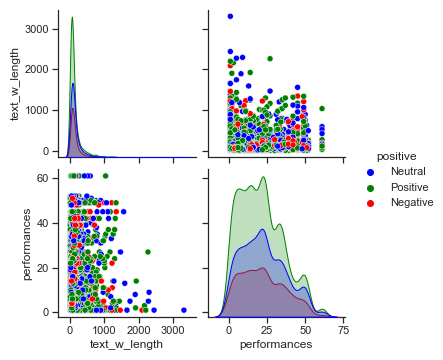 3000
2000
1000
0
text_w_length
60
40
20
0
performances
0 1000 2000 3000
text_w_length
0 25 50 75
performances
positive
Neutral
Positive
Negative